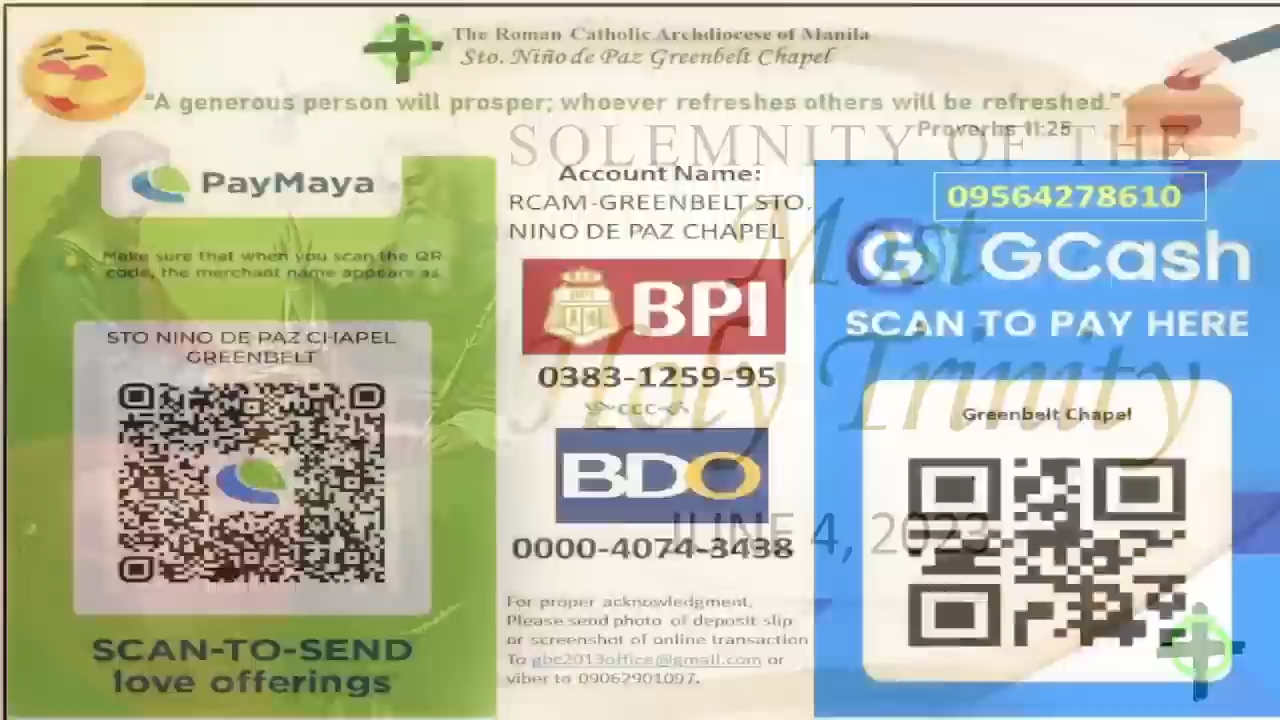 The Roman Catholic Archdiocese of Manila
Sto. Niño de Paz Greenbelt Chapel
"A generous person will prosper; whoever refreshes others will be refreshed."
Proverbs 11:25
SOLEMNITY OF THE
Most
Holy Trinity
JUNE 4, 2023
PayMaya
Make sure that when you scan the QR
code, the merchant name appears as
STO NINO DE PAZ CHAPEL
GREENBELT
SCAN-TO-SEND
love offerings
Account Name:
RCAM-GREENBELT STO.
NINO DE PAZ CHAPEL
BPI
0383-1259-95
BDO
0000-4074-3438
For proper acknowledgment,
Please send photo of deposit slip
or screenshot of online transaction
To gbc2013office@gmail.com or
viber to 09062901097.
09564278610
G) GCash
SCAN TO PAY HERE
Greenbelt Chapel